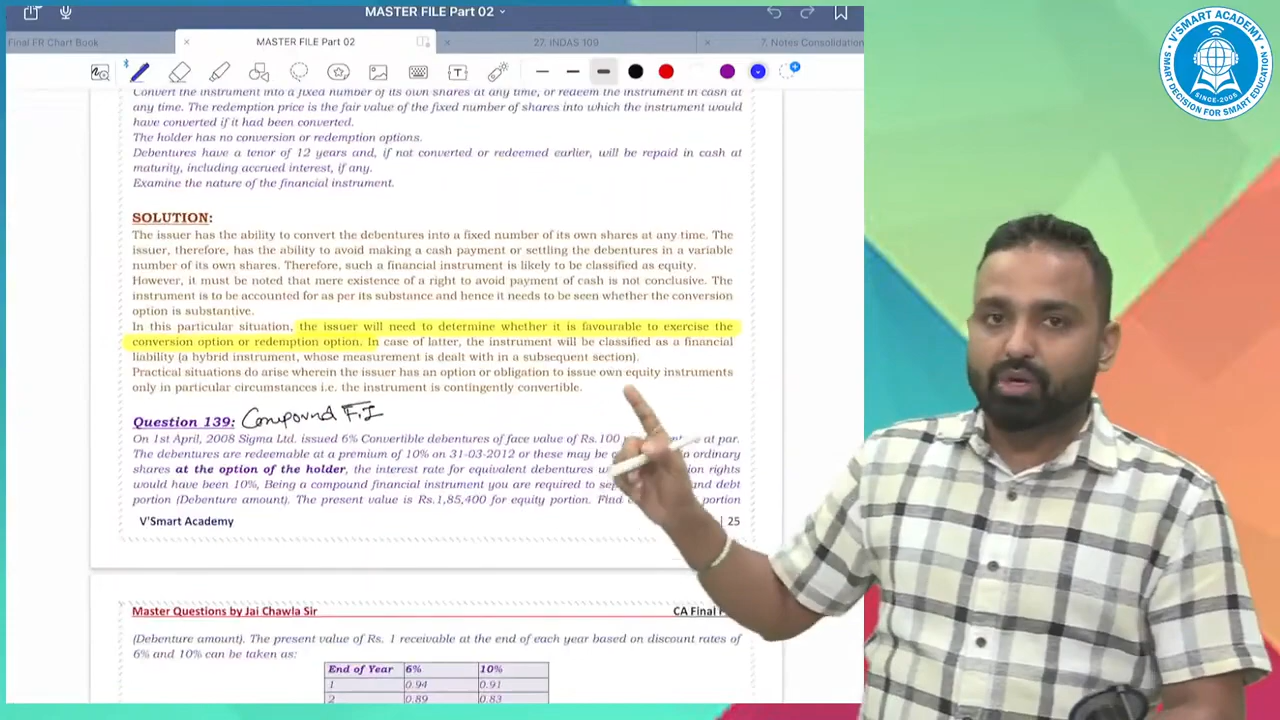 MASTER FILE Part 02
Final FR Chart Book
MASTER FILE Part 02
27. INDAS 109
7. Notes Consolidation
Convert the instrument into a fixed number of its own shares at any time, or redeem the instrument in cash at
any time. The redemption price is the fair value of the fixed number of shares into which the instrument would
have converted if it had been converted.
The holder has no conversion or redemption options.
Debentures have a tenor of 12 years and, if not converted or redeemed earlier, will be repaid in cash at
maturity, including accrued interest, if any.
Examine the nature of the financial instrument.
SOLUTION:
The issuer has the ability to convert the debentures into a fixed number of its own shares at any time. The
issuer, therefore, has the ability to avoid making a cash payment or settling the debentures in a variable
number of its own shares. Therefore, such a financial instrument is likely to be classified as equity.
However, it must be noted that mere existence of a right to avoid payment of cash is not conclusive. The
instrument is to be accounted for as per its substance and hence it needs to be seen whether the conversion
option is substantive.
In this particular situation, the issuer will need to determine whether it is favourable to exercise the
conversion option or redemption option. In case of latter, the instrument will be classified as a financial
liability (a hybrid instrument, whose measurement is dealt with in a subsequent section).
Practical situations do arise wherein the issuer has an option or obligation to issue own equity instruments
only in particular circumstances i.e. the instrument is contingently convertible.
Question 139: Compound F.I
On 1st April, 2008 Sigma Ltd. issued 6% Convertible debentures of face value of Rs.100 at par.
The debentures are redeemable at a premium of 10% on 31-03-2012 or these may be ordinary
shares at the option of the holder, the interest rate for equivalent debentures rights
would have been 10%, Being a compound financial instrument you are required to and debt
portion (Debenture amount). The present value is Rs.1,85,400 for equity portion. Find portion
V'Smart Academy
| 25
Master Questions by Jai Chawla Sir
CA Final
(Debenture amount). The present value of Rs. 1 receivable at the end of each year based on discount rates of
6% and 10% can be taken as:
End of Year 6% 10%
1 0.94 0.91
2 0.89 0.83
V'SMART ACADEMY
SINCE-2005
SMART DECISION FOR SMART EDUCATION